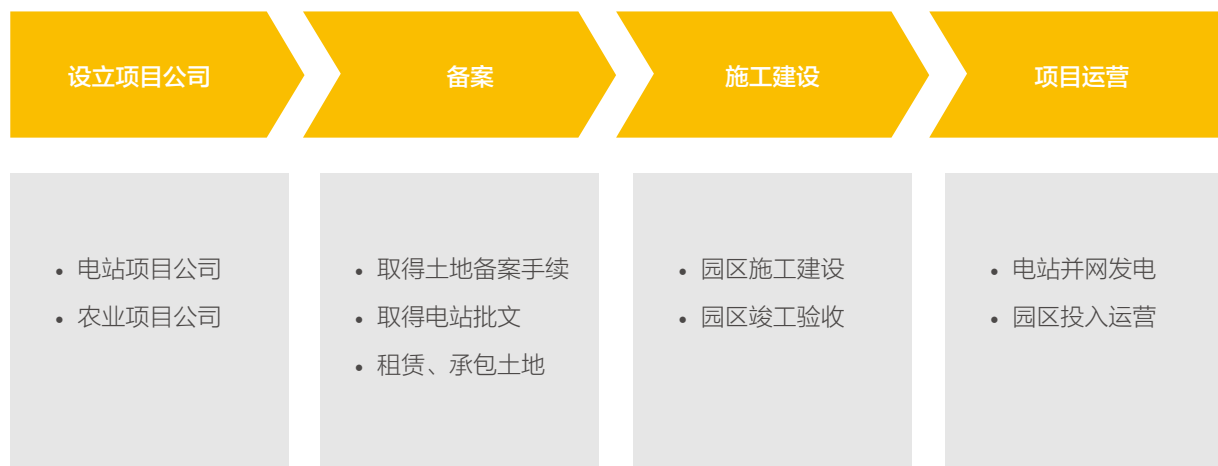 设立项目公司
备案
施工建设
项目运营
• 电站项目公司
• 农业项目公司
• 取得土地备案手续
• 取得电站批文
• 租赁、承包土地
• 园区施工建设
• 园区竣工验收
• 电站并网发电
• 园区投入运营